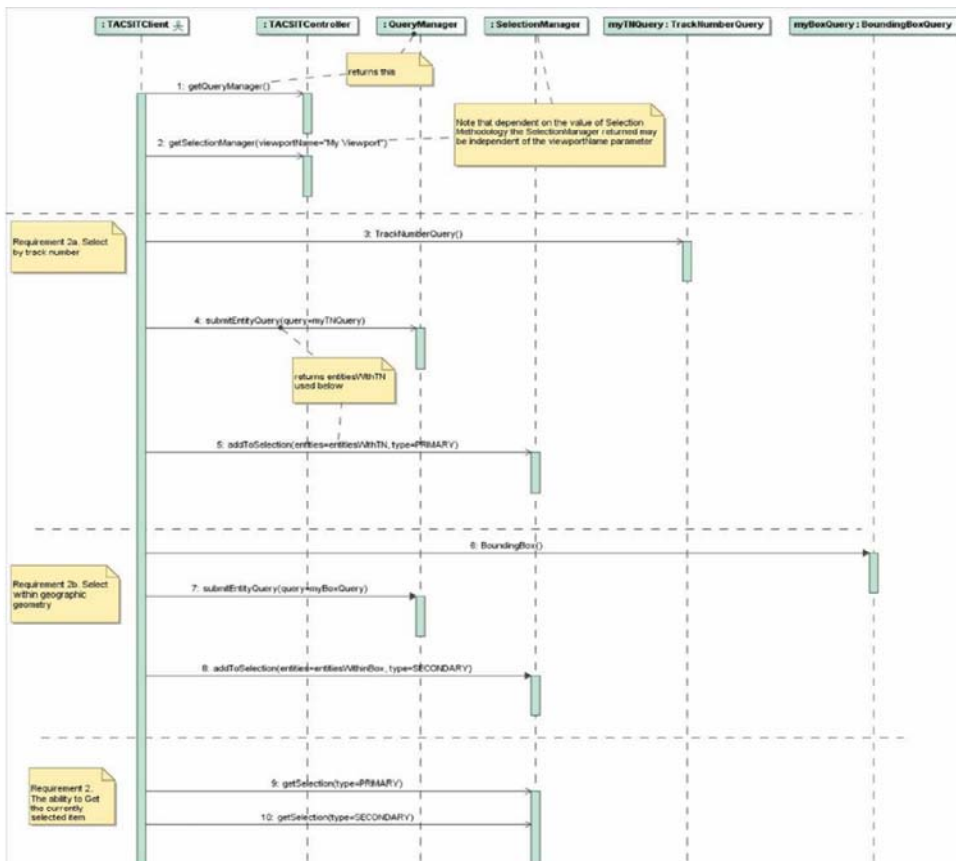 : TACSITClient
: TACSITController
: QueryManager
: SelectionManager
myTNQuery : TrackNumberQuery
myBoxQuery : BoundingBoxQuery
returns this
1: getQueryManager()
Note that dependent on the value of Selection
Methodology the SelectionManager returned may
be independent of the viewportName parameter
2: getSelectionManager(viewportName="My Viewport")
Requirement 2a. Select
by track number
3: TrackNumberQuery()
4: submitEntityQuery(query=myTNQuery)
returns entitiesWithTN
used below
5: addToSelection(entities=entitiesWithTN, type=PRIMARY)
6: BoundingBox()
Requirement 2b. Select
within geographic
geometry
7: submitEntityQuery(query=myBoxQuery)
8: addToSelection(entities=entitiesWithinBox, type=SECONDARY)
Requirement 2.
The ability to Get
the currently
selected item
9: getSelection(type=PRIMARY)
10: getSelection(type=SECONDARY)